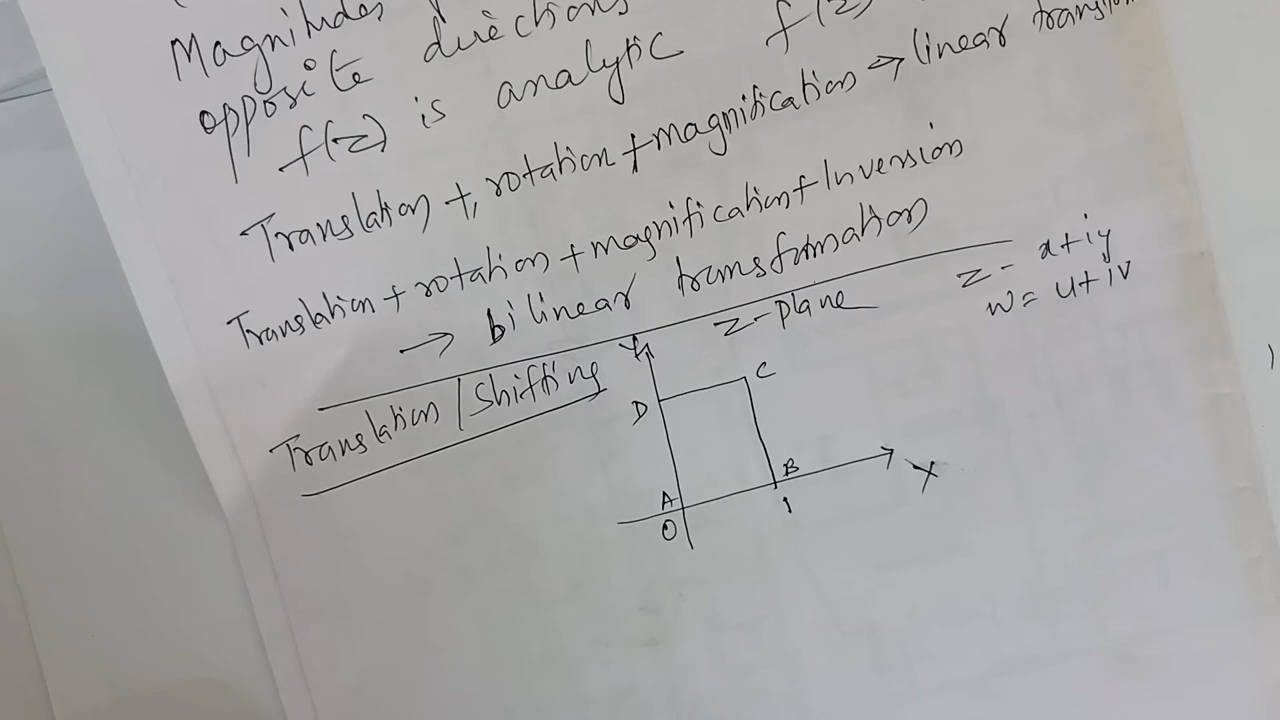 Magnitudes
opposite directions
f(z) is analytic f(z)
Translation +, rotation + magnification → linear
Translation + rotation + magnification + Inversion
→ bilinear transformation
Translation / Shifting
z-plane
z - x+iy
w = u+iv
Y
D
C
A
B
O
1
X